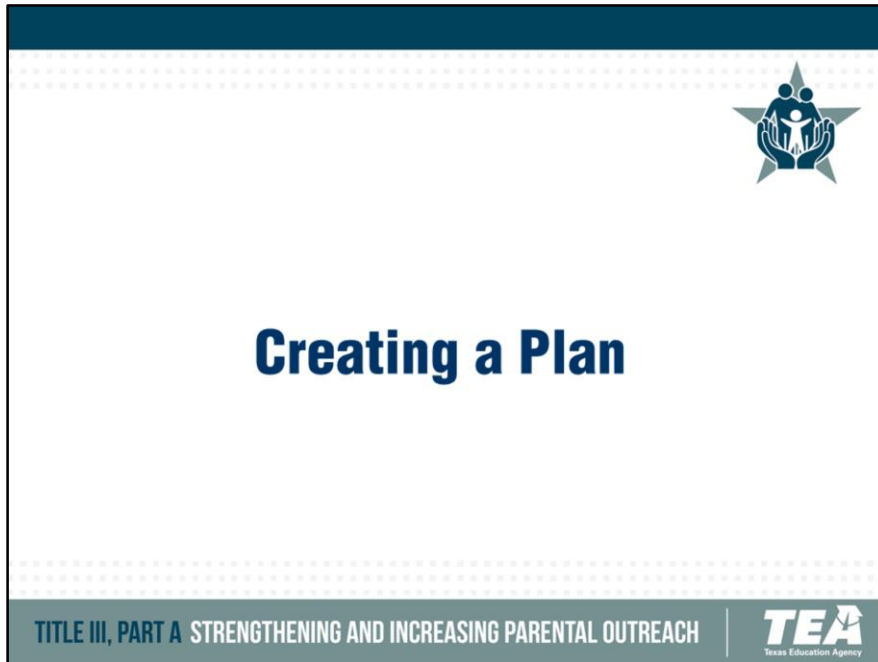 Creating a Plan
TITLE III, PART A STRENGTHENING AND INCREASING PARENTAL OUTREACH
TEA
Texas Education Agency